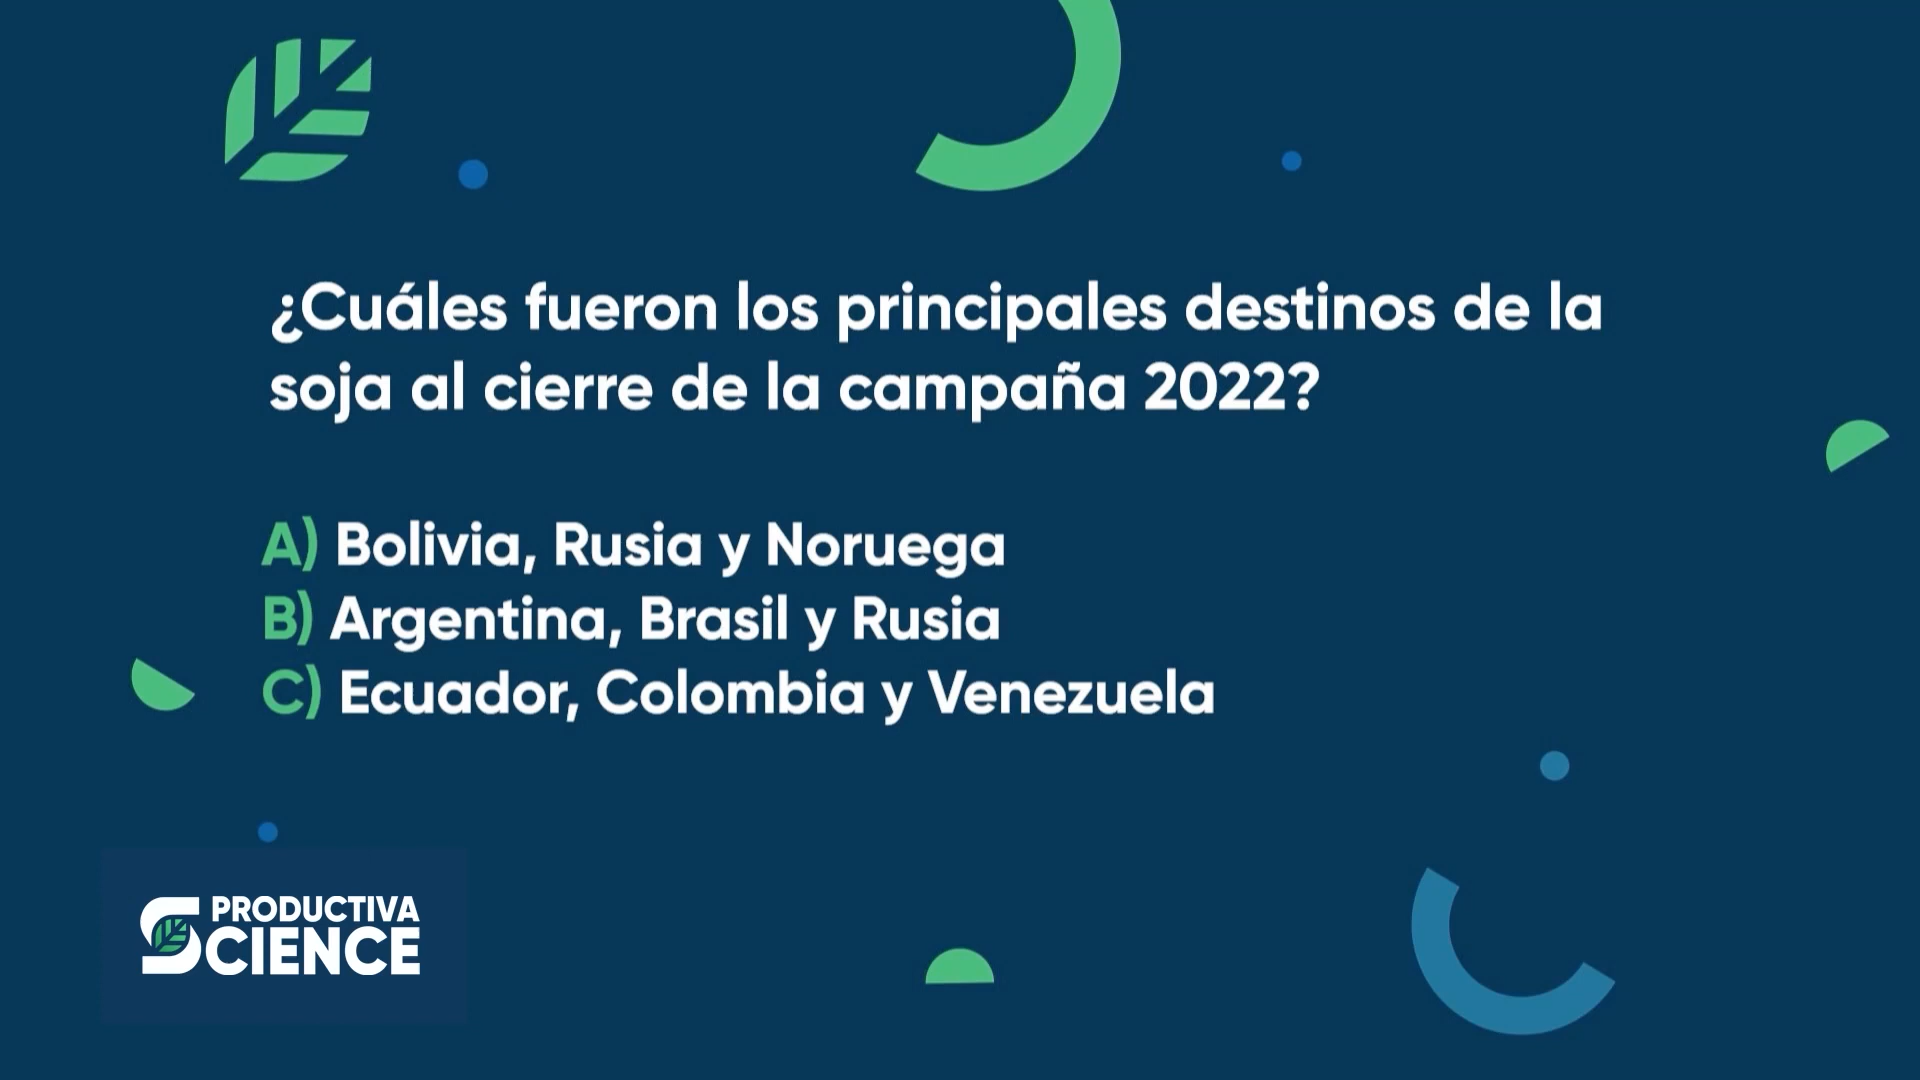 ¿Cuáles fueron los principales destinos de la
soja al cierre de la campaña 2022?
A) Bolivia, Rusia y Noruega
B) Argentina, Brasil y Rusia
C) Ecuador, Colombia y Venezuela
PRODUCTIVA
SCIENCE